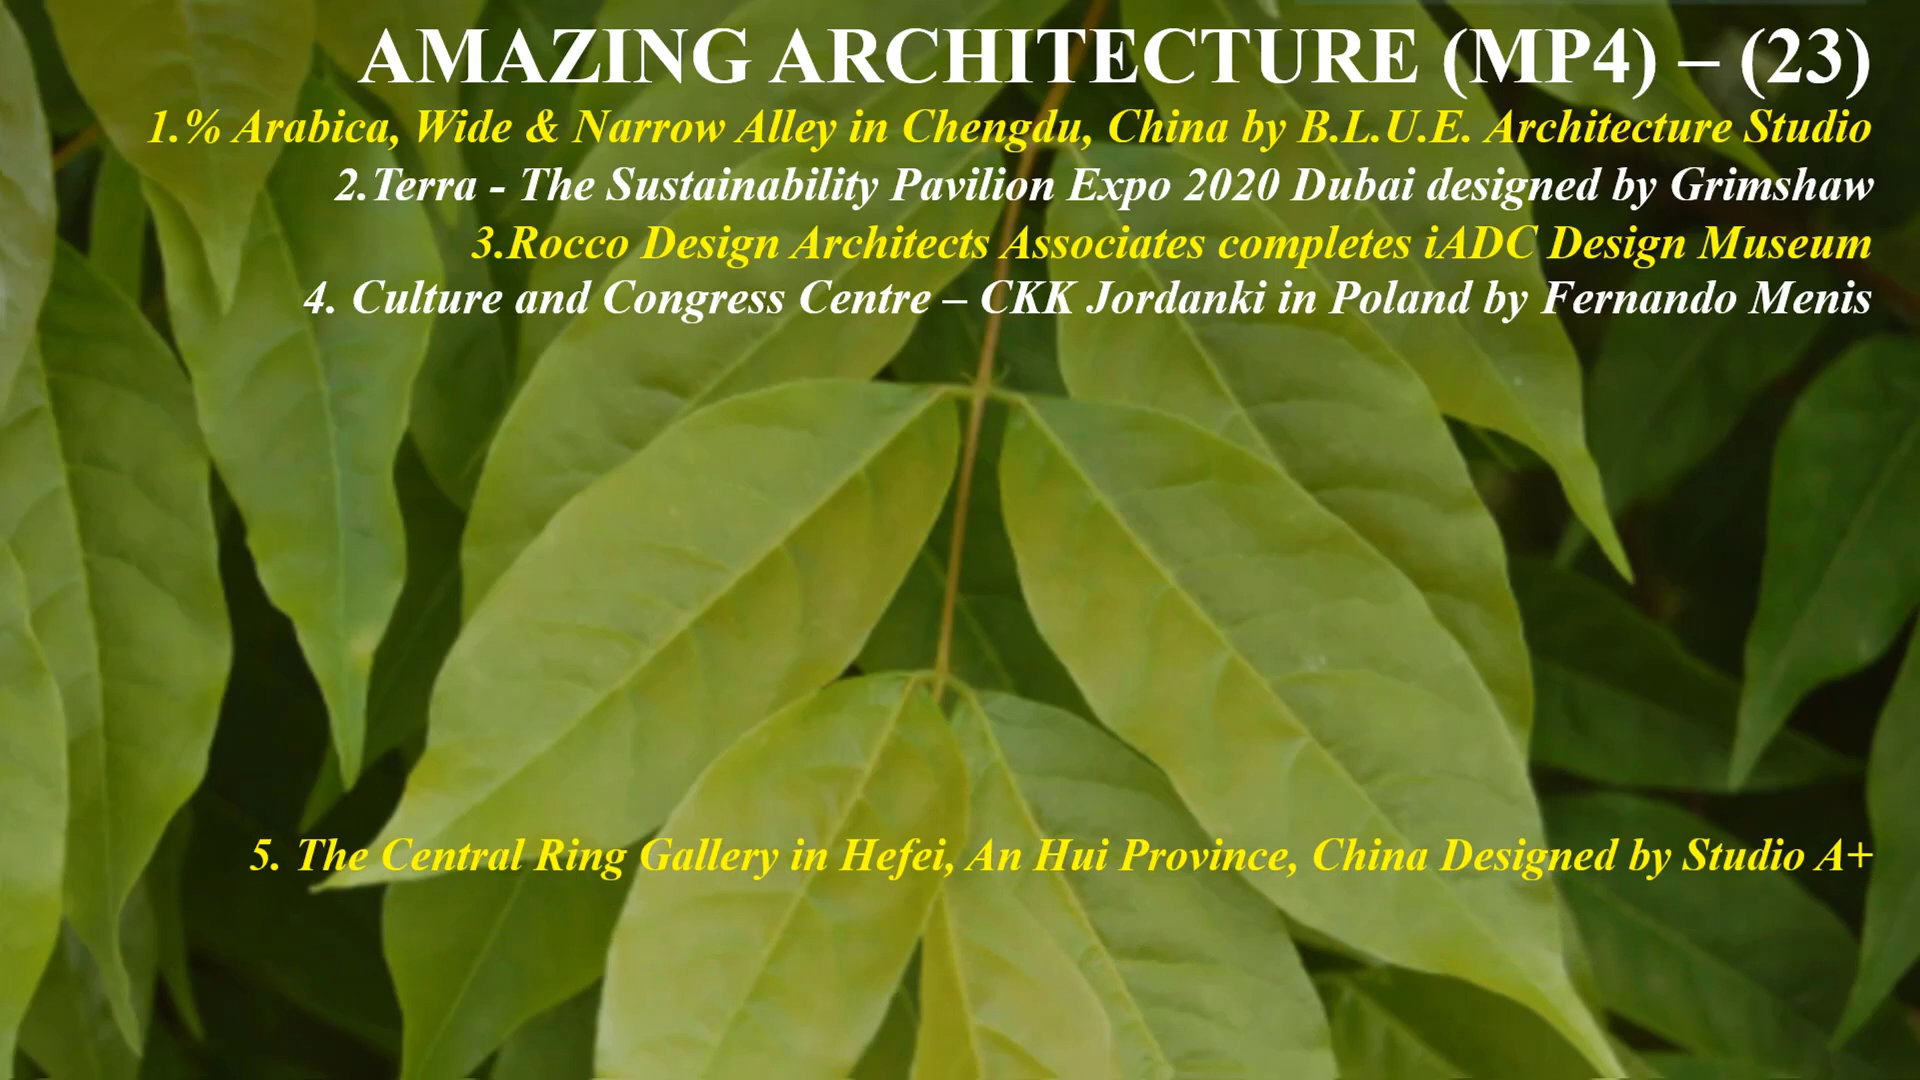 AMAZING ARCHITECTURE (MP4) – (23)
1.% Arabica, Wide & Narrow Alley in Chengdu, China by B.L.U.E. Architecture Studio
2.Terra - The Sustainability Pavilion Expo 2020 Dubai designed by Grimshaw
3.Rocco Design Architects Associates completes iADC Design Museum
4. Culture and Congress Centre – CKK Jordanki in Poland by Fernando Menis
5. The Central Ring Gallery in Hefei, An Hui Province, China Designed by Studio A+